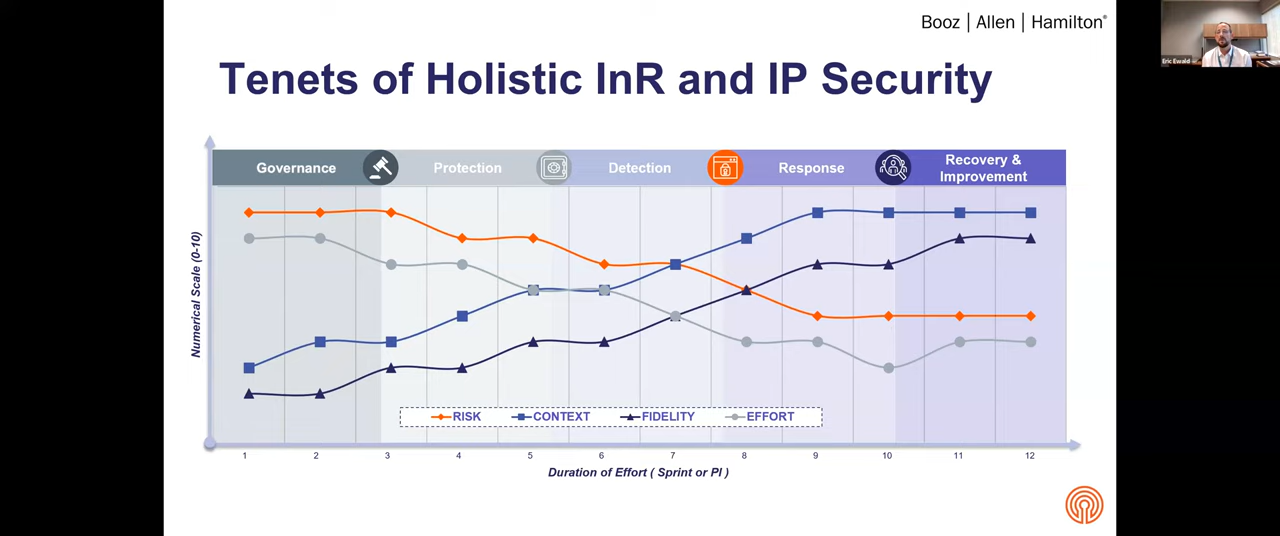 Booz | Allen | Hamilton®
Eric Ewald
Tenets of Holistic InR and IP Security
Governance
Protection
Detection
Response
Recovery &
Improvement
Numerical Scale (0-10)
RISK
CONTEXT
FIDELITY
EFFORT
1 2 3 4 5 6 7 8 9 10 11 12
Duration of Effort ( Sprint or PI )